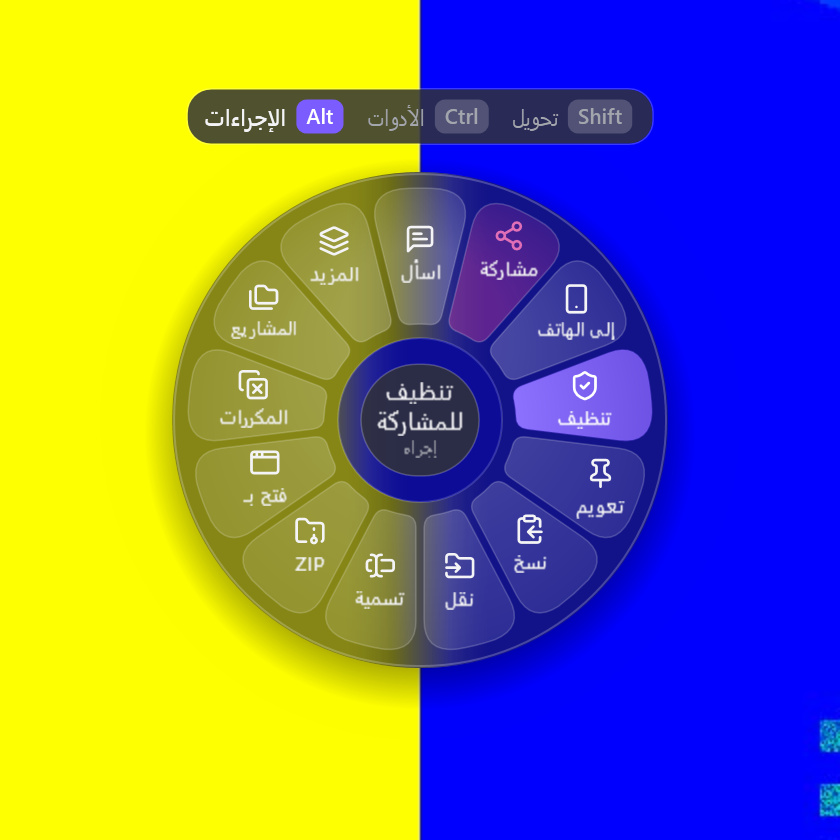 Shift تحويل Ctrl الأدوات Alt الإجراءات
اسأل
مشاركة
إلى الهاتف
تنظيف
تعويم
نسخ
نقل
تسمية
ZIP
فتح بـ
المكررات
المشاريع
المزيد
تنظيف
للمشاركة
إجراء